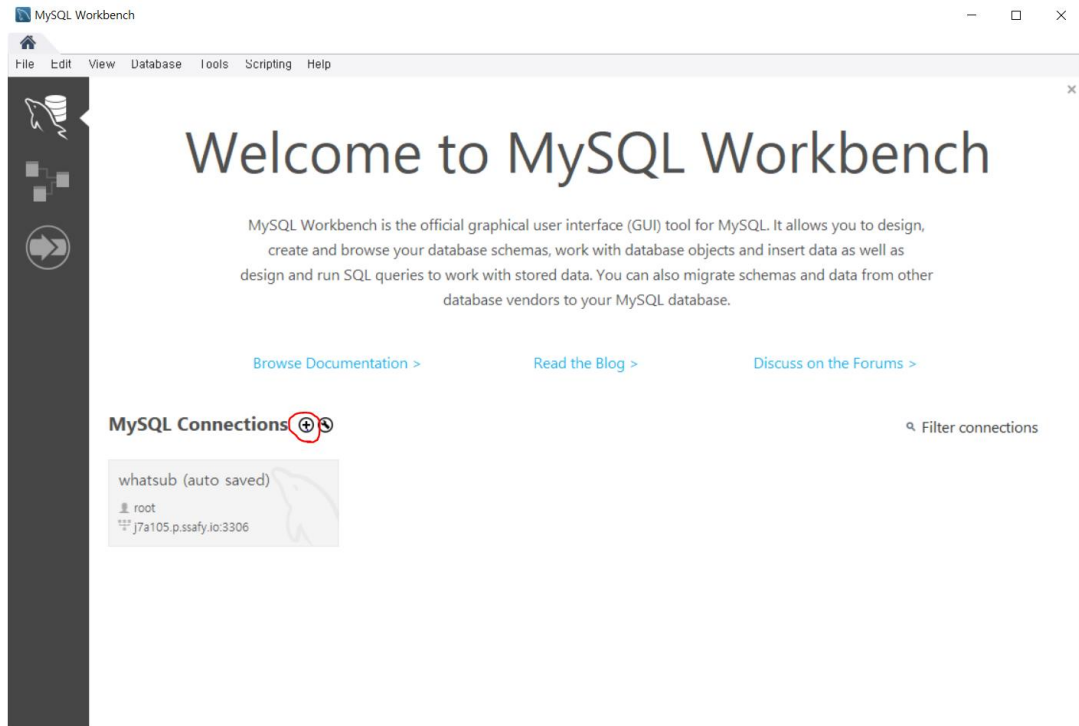 MySQL Workbench
File Edit View Database Tools Scripting Help
Welcome to MySQL Workbench
MySQL Workbench is the official graphical user interface (GUI) tool for MySQL. It allows you to design,
create and browse your database schemas, work with database objects and insert data as well as
design and run SQL queries to work with stored data. You can also migrate schemas and data from other
database vendors to your MySQL database.
Browse Documentation >
Read the Blog >
Discuss on the Forums >
MySQL Connections
Filter connections
whatsub (auto saved)
root
j7a105.p.ssafy.io:3306